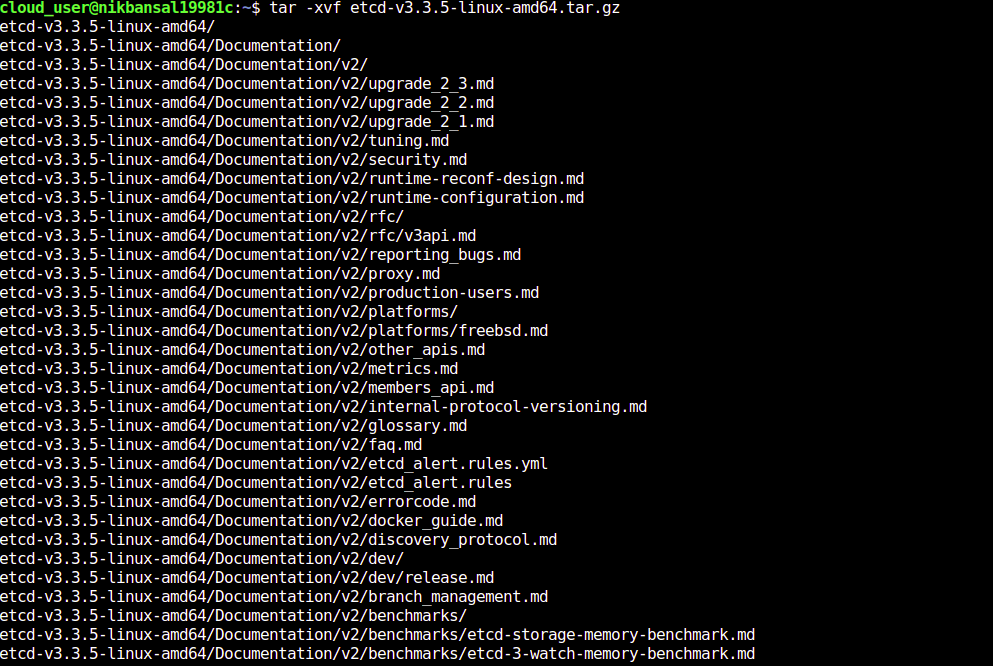 cloud_user@nikbansal19981c:~$ tar -xvf etcd-v3.3.5-linux-amd64.tar.gz
etcd-v3.3.5-linux-amd64/
etcd-v3.3.5-linux-amd64/Documentation/
etcd-v3.3.5-linux-amd64/Documentation/v2/
etcd-v3.3.5-linux-amd64/Documentation/v2/upgrade_2_3.md
etcd-v3.3.5-linux-amd64/Documentation/v2/upgrade_2_2.md
etcd-v3.3.5-linux-amd64/Documentation/v2/upgrade_2_1.md
etcd-v3.3.5-linux-amd64/Documentation/v2/tuning.md
etcd-v3.3.5-linux-amd64/Documentation/v2/security.md
etcd-v3.3.5-linux-amd64/Documentation/v2/runtime-reconf-design.md
etcd-v3.3.5-linux-amd64/Documentation/v2/runtime-configuration.md
etcd-v3.3.5-linux-amd64/Documentation/v2/rfc/
etcd-v3.3.5-linux-amd64/Documentation/v2/rfc/v3api.md
etcd-v3.3.5-linux-amd64/Documentation/v2/reporting_bugs.md
etcd-v3.3.5-linux-amd64/Documentation/v2/proxy.md
etcd-v3.3.5-linux-amd64/Documentation/v2/production-users.md
etcd-v3.3.5-linux-amd64/Documentation/v2/platforms/
etcd-v3.3.5-linux-amd64/Documentation/v2/platforms/freebsd.md
etcd-v3.3.5-linux-amd64/Documentation/v2/other_apis.md
etcd-v3.3.5-linux-amd64/Documentation/v2/metrics.md
etcd-v3.3.5-linux-amd64/Documentation/v2/members_api.md
etcd-v3.3.5-linux-amd64/Documentation/v2/internal-protocol-versioning.md
etcd-v3.3.5-linux-amd64/Documentation/v2/glossary.md
etcd-v3.3.5-linux-amd64/Documentation/v2/faq.md
etcd-v3.3.5-linux-amd64/Documentation/v2/etcd_alert.rules.yml
etcd-v3.3.5-linux-amd64/Documentation/v2/etcd_alert.rules
etcd-v3.3.5-linux-amd64/Documentation/v2/errorcode.md
etcd-v3.3.5-linux-amd64/Documentation/v2/docker_guide.md
etcd-v3.3.5-linux-amd64/Documentation/v2/discovery_protocol.md
etcd-v3.3.5-linux-amd64/Documentation/v2/dev/
etcd-v3.3.5-linux-amd64/Documentation/v2/dev/release.md
etcd-v3.3.5-linux-amd64/Documentation/v2/branch_management.md
etcd-v3.3.5-linux-amd64/Documentation/v2/benchmarks/
etcd-v3.3.5-linux-amd64/Documentation/v2/benchmarks/etcd-storage-memory-benchmark.md
etcd-v3.3.5-linux-amd64/Documentation/v2/benchmarks/etcd-3-watch-memory-benchmark.md